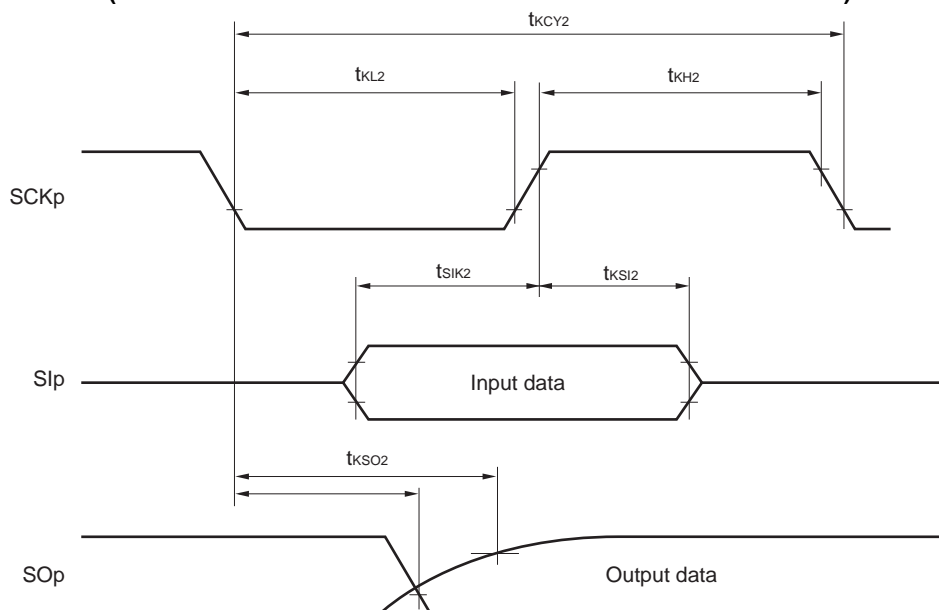 tKCY2
tKL2 tKH2
SCKp
tSIK2 tKSI2
SIp Input data
tKSO2
SOp Output data